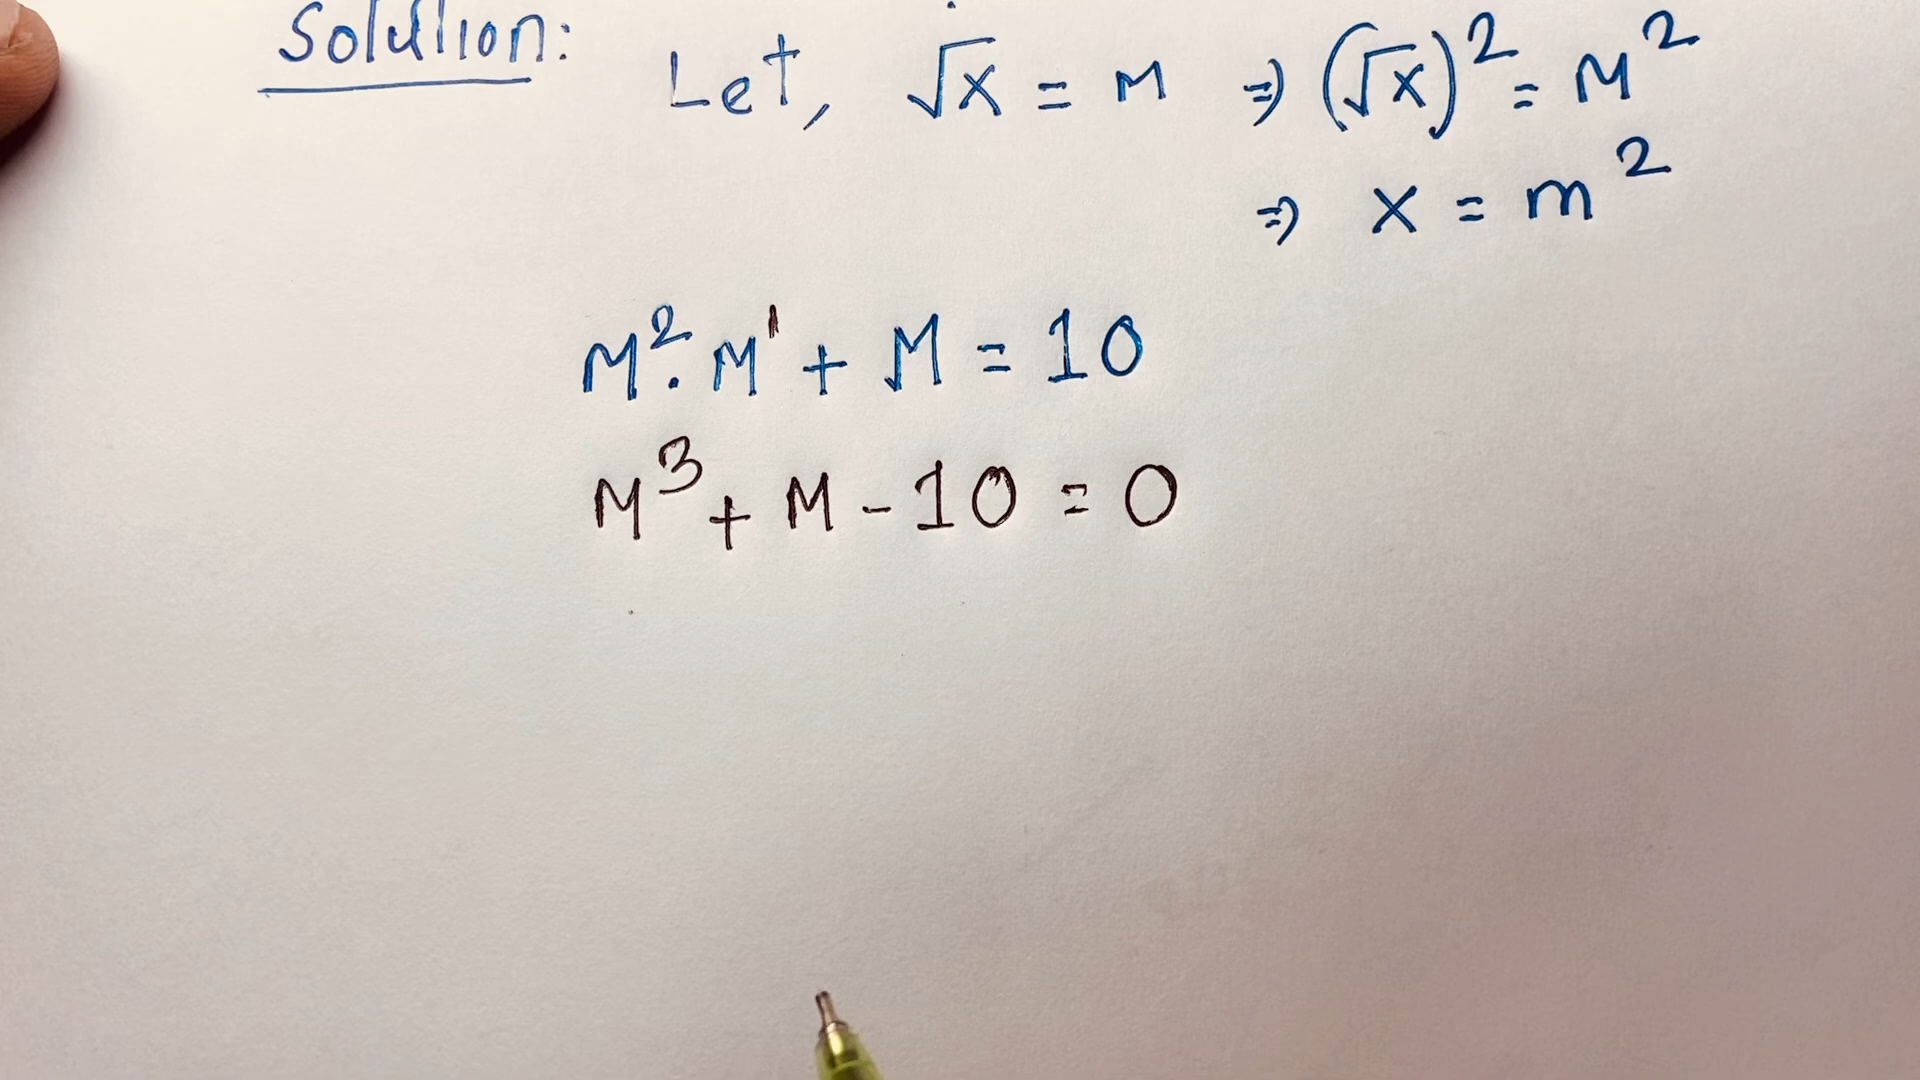 Solution:
Let, √x = M ⇒ (√x)² = M²
⇒ x = m²
M².M¹ + M = 10
M³ + M - 10 = 0